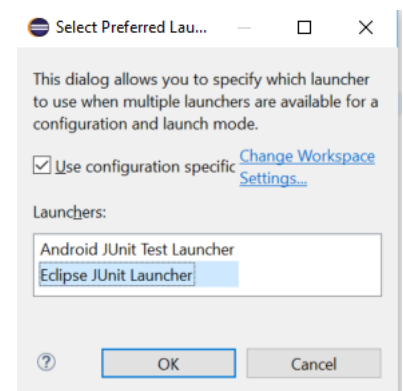 Select Preferred Lau...
This dialog allows you to specify which launcher
to use when multiple launchers are available for a
configuration and launch mode.
Use configuration specific Change Workspace
Settings...
Launchers:
Android JUnit Test Launcher
Eclipse JUnit Launcher
? OK Cancel